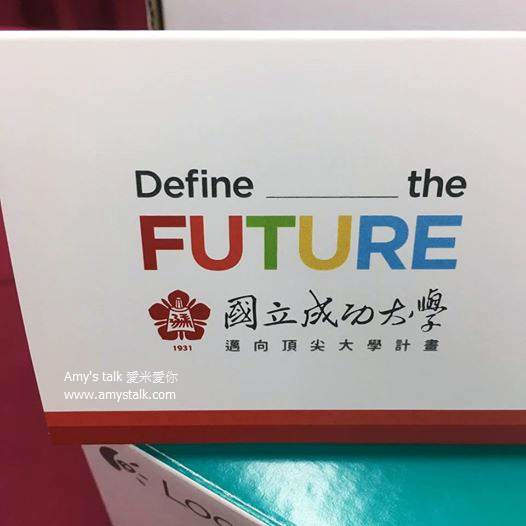 Define ________ the
FUTURE
國立成功大學
1931
邁向頂尖大學計畫
Amy's talk 愛米愛你
www.amystalk.com